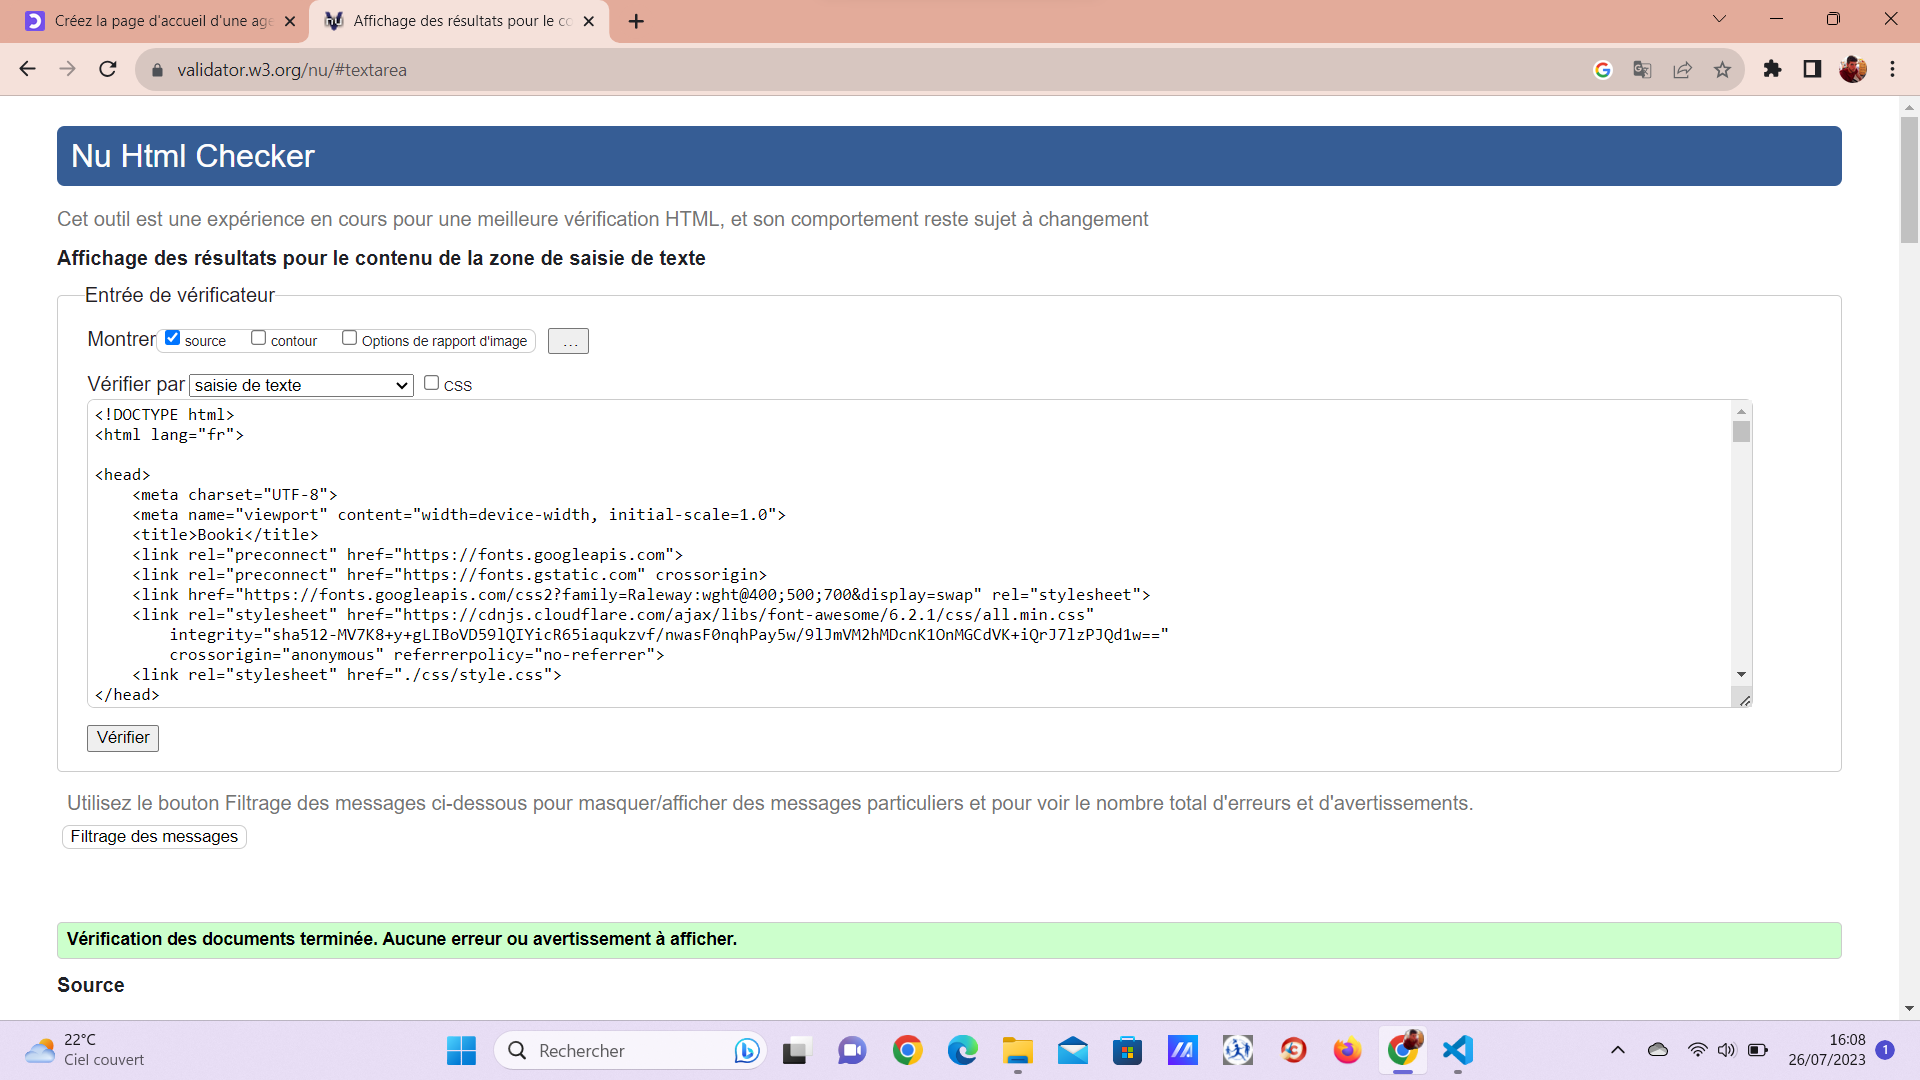 Créez la page d'accueil d'une age
Affichage des résultats pour le co
validator.w3.org/nu/#textarea
Nu Html Checker
Cet outil est une expérience en cours pour une meilleure vérification HTML, et son comportement reste sujet à changement
Affichage des résultats pour le contenu de la zone de saisie de texte
Entrée de vérificateur
Montrer source contour Options de rapport d'image ...
Vérifier par saisie de texte CSS
<!DOCTYPE html>
<html lang="fr">
<head>
<meta charset="UTF-8">
<meta name="viewport" content="width=device-width, initial-scale=1.0">
<title>Booki</title>
<link rel="preconnect" href="https://fonts.googleapis.com">
<link rel="preconnect" href="https://fonts.gstatic.com" crossorigin>
<link href="https://fonts.googleapis.com/css2?family=Raleway:wght@400;500;700&display=swap" rel="stylesheet">
<link rel="stylesheet" href="https://cdnjs.cloudflare.com/ajax/libs/font-awesome/6.2.1/css/all.min.css"
integrity="sha512-MV7K8+y+gLIBoVD59lQIYicR65iaqukzvf/nwasF0nqhPay5w/9lJmVM2hMDcnK1OnMGCdVK+iQrJ7lzPJQd1w=="
crossorigin="anonymous" referrerpolicy="no-referrer">
<link rel="stylesheet" href="./css/style.css">
</head>
Vérifier
Utilisez le bouton Filtrage des messages ci-dessous pour masquer/afficher des messages particuliers et pour voir le nombre total d'erreurs et d'avertissements.
Filtrage des messages
Vérification des documents terminée. Aucune erreur ou avertissement à afficher.
Source
22°C
Ciel couvert
Rechercher
16:08
26/07/2023
1